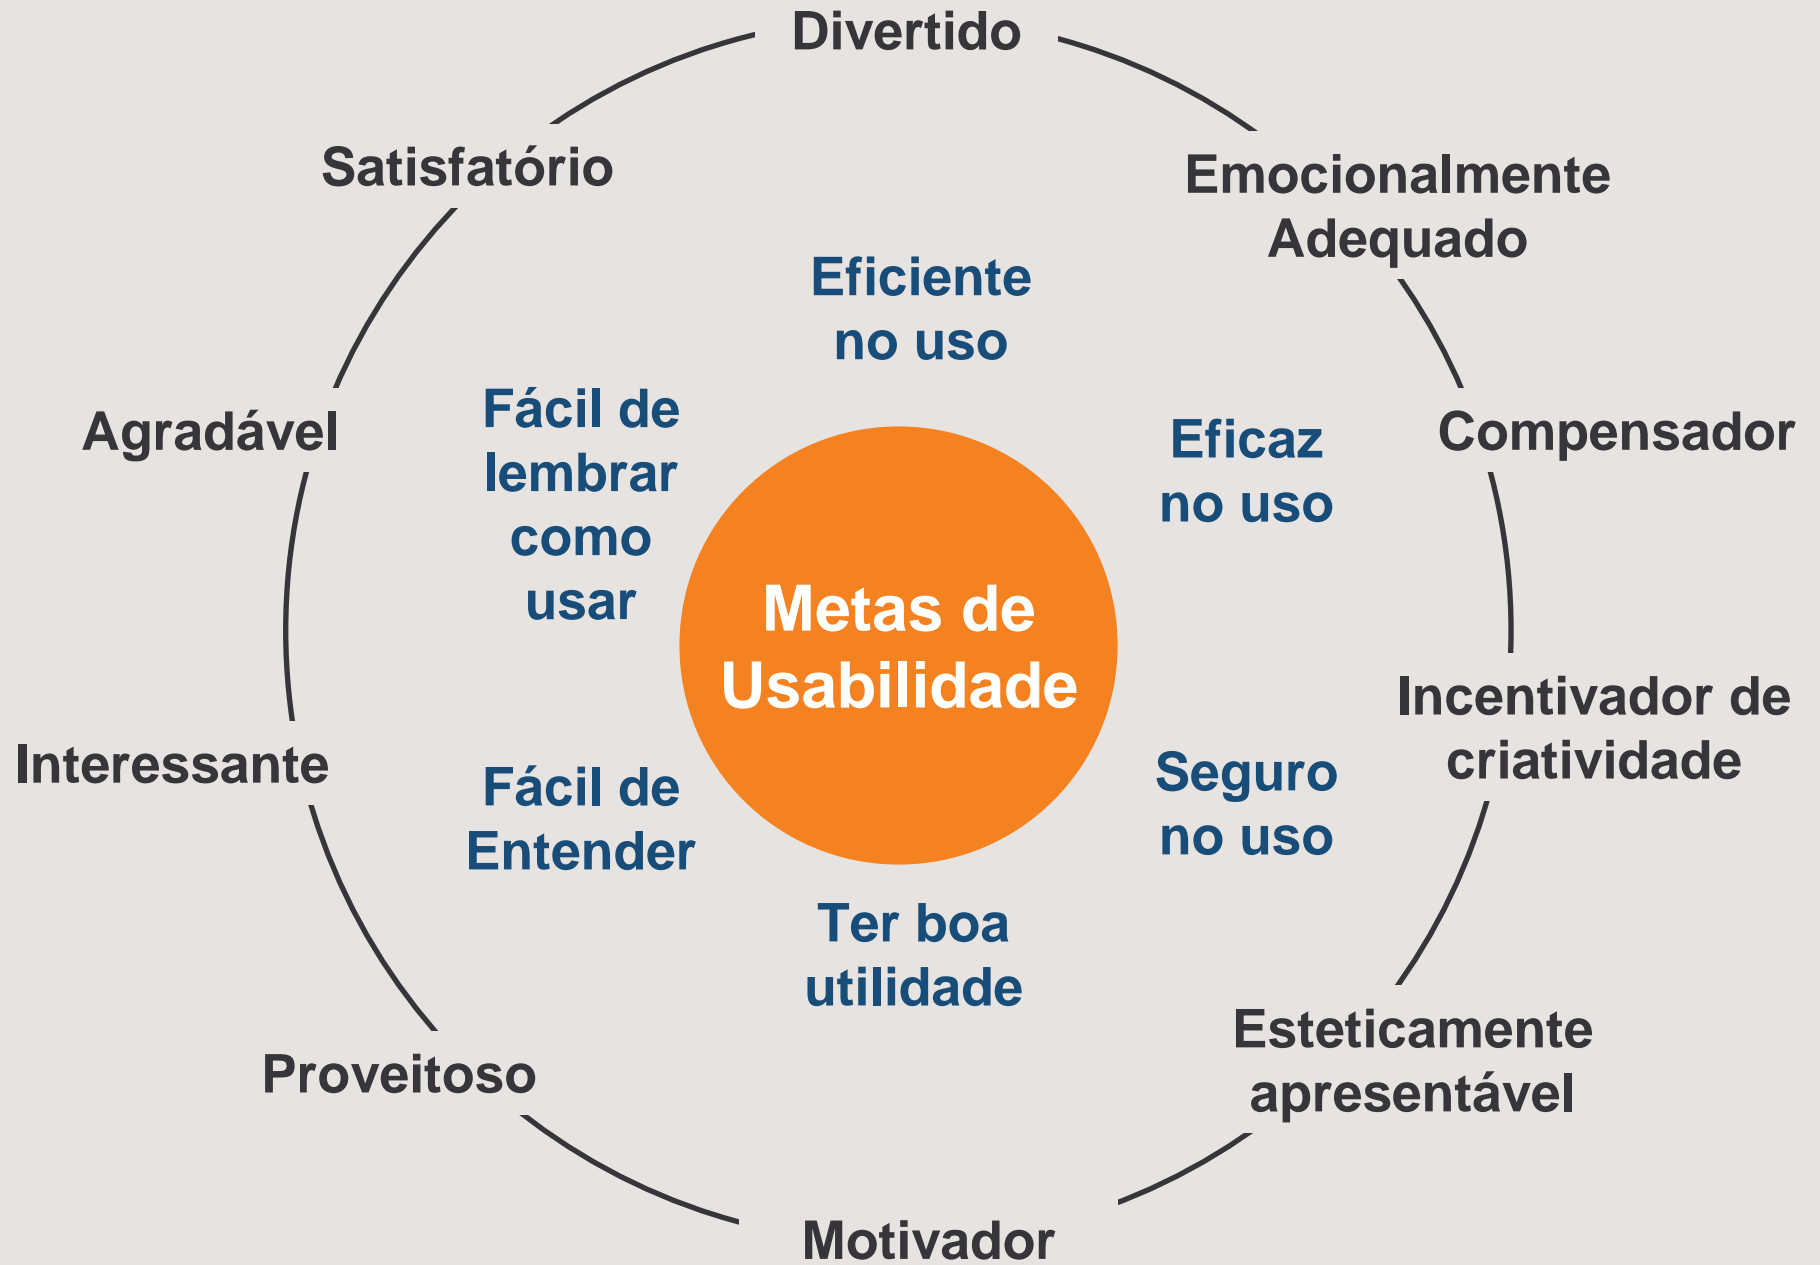 Divertido
Satisfatório
Emocionalmente
Adequado
Eficiente
no uso
Fácil de
lembrar
como
usar
Agradável
Eficaz
no uso
Compensador
Metas de
Usabilidade
Incentivador de
criatividade
Interessante
Fácil de
Entender
Seguro
no uso
Ter boa
utilidade
Esteticamente
apresentável
Proveitoso
Motivador